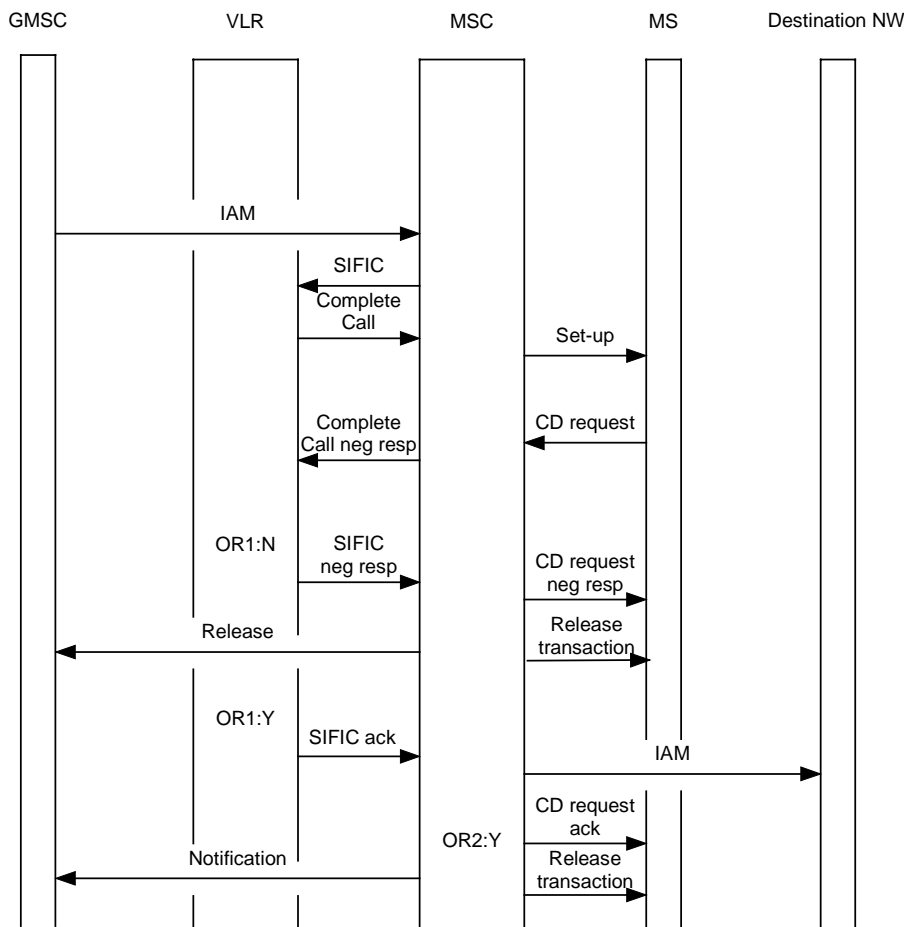 GMSC
VLR
MSC
MS
Destination NW
IAM
SIFIC
Complete
Call
Set-up
Complete
Call neg resp
CD request
OR1:N
SIFIC
neg resp
CD request
neg resp
Release
Release
transaction
OR1:Y
SIFIC ack
IAM
OR2:Y
CD request
ack
Notification
Release
transaction